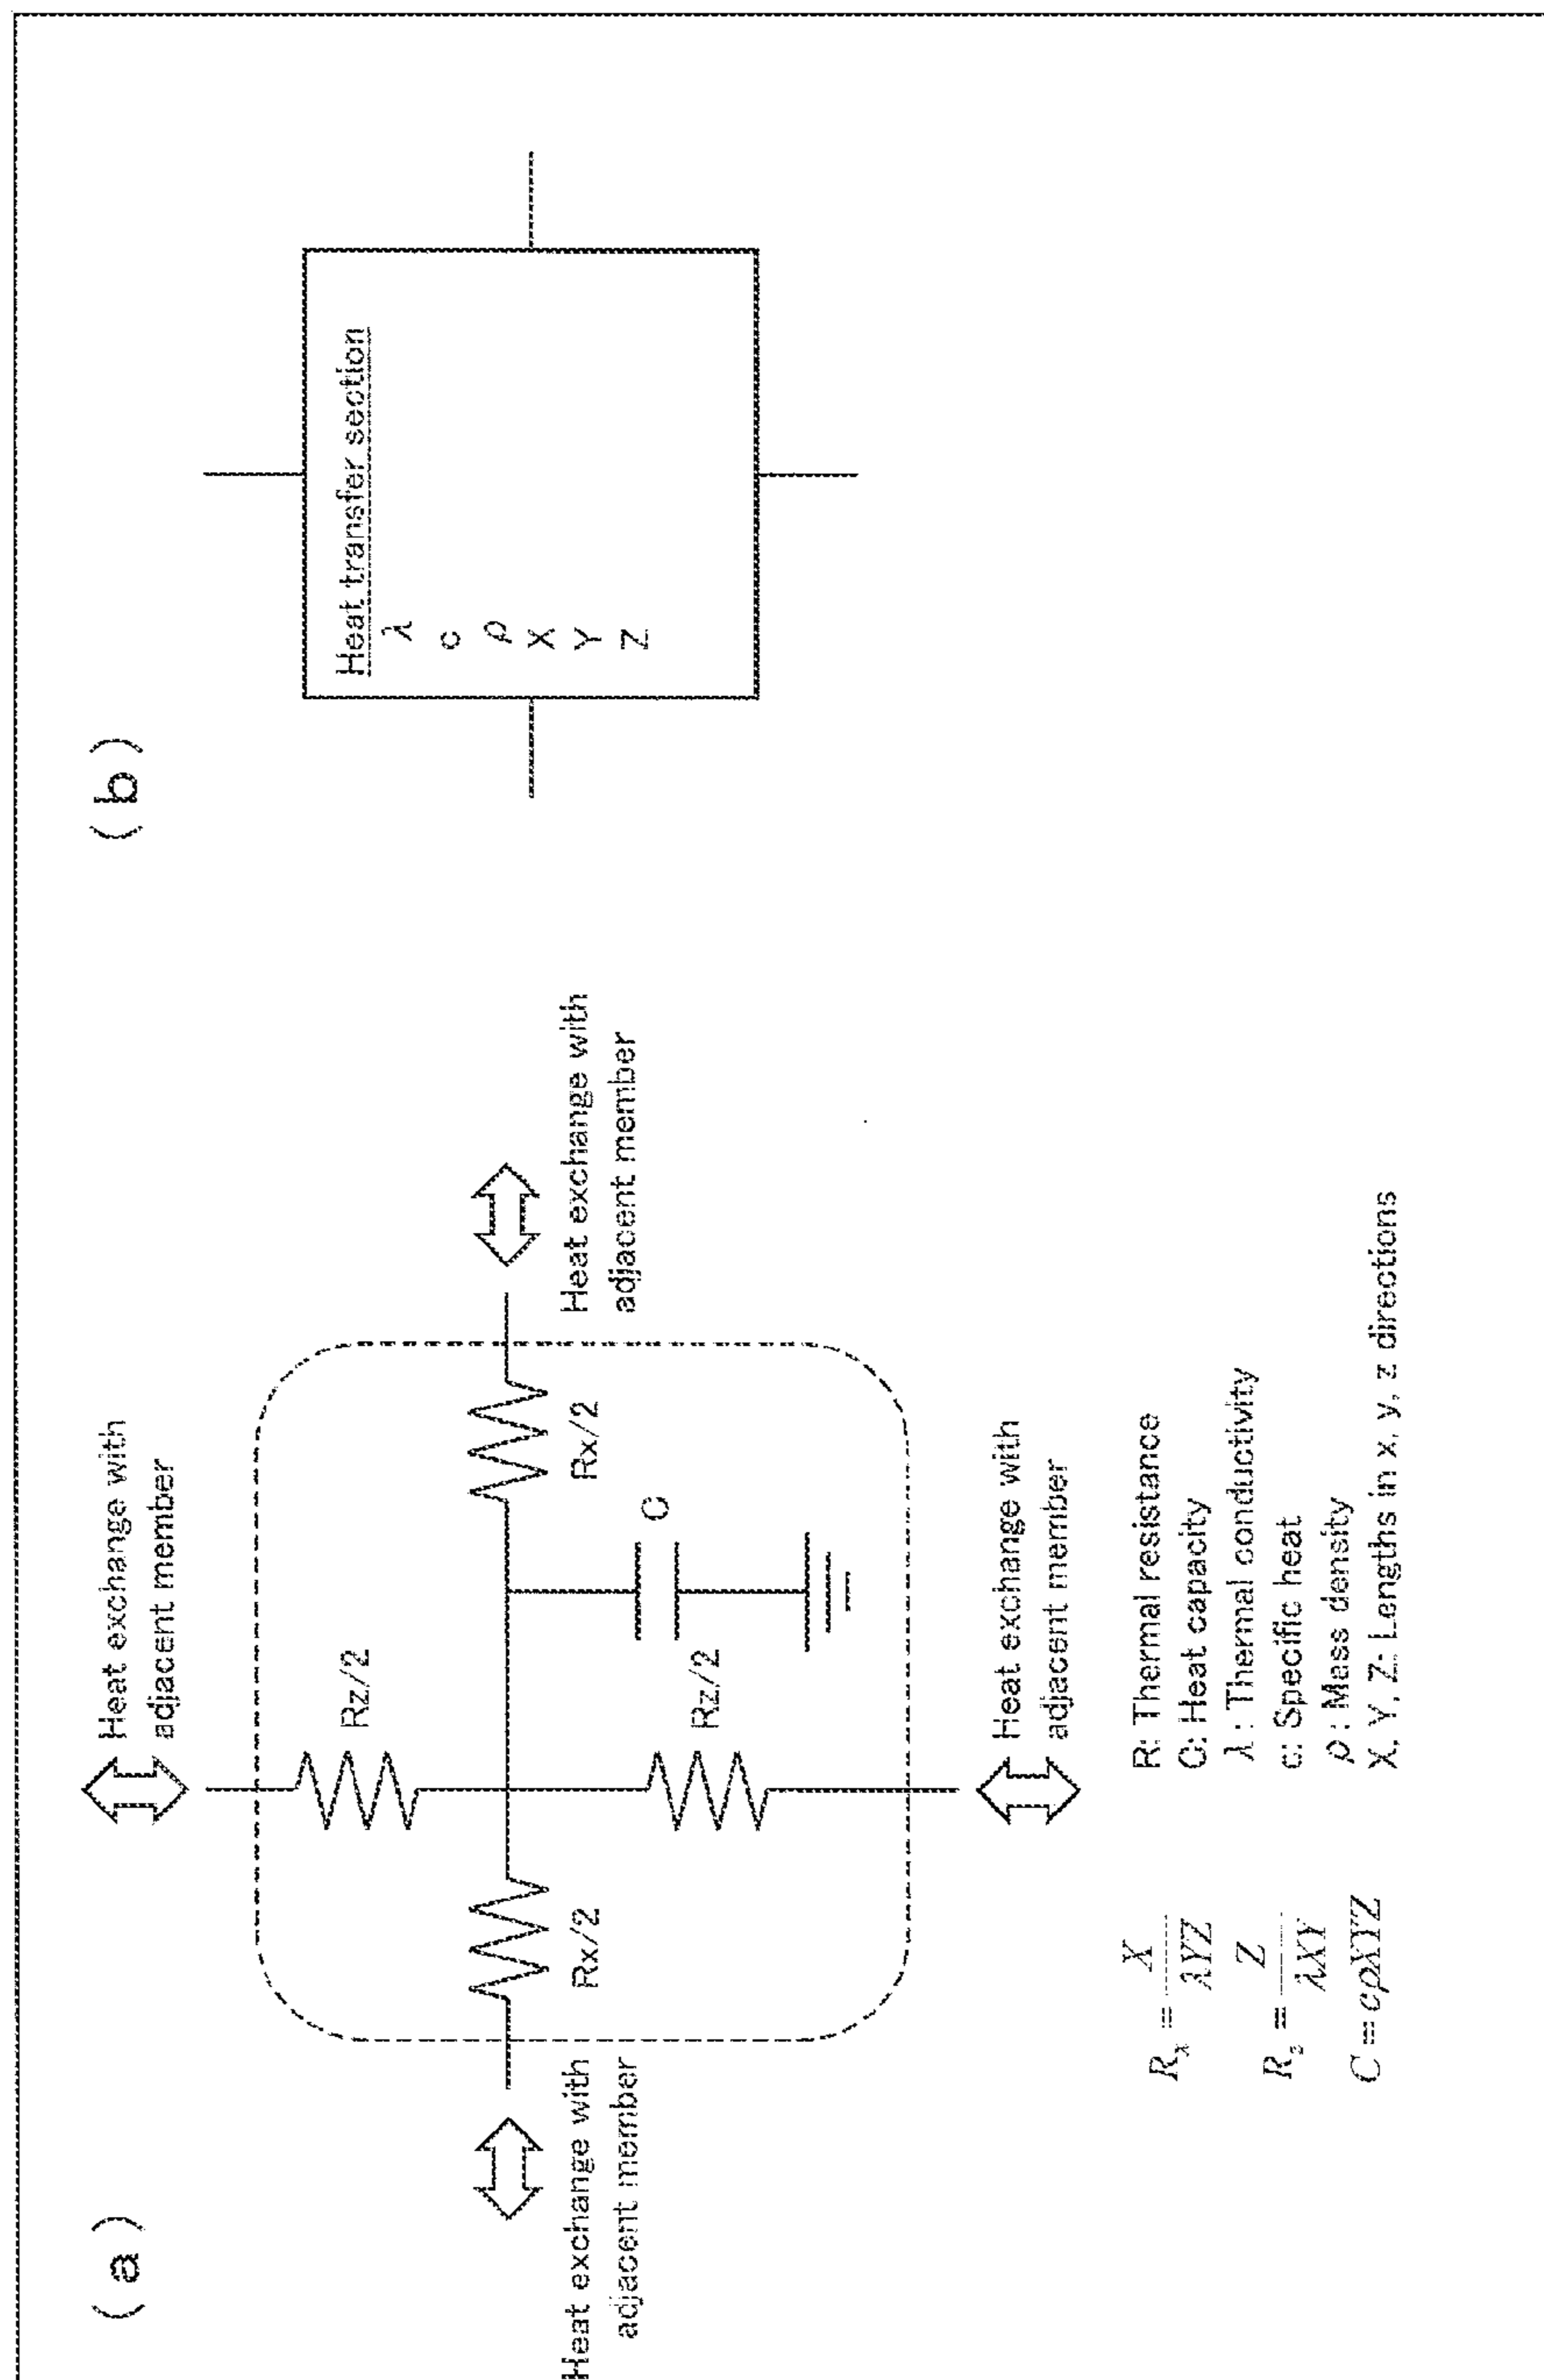 ( a )
Heat exchange with
adjacent member
Rz/2
Heat exchange with
adjacent member
Rx/2
Rx/2
C
Heat exchange with
adjacent member
Rz/2
Heat exchange with
adjacent member
R_x = X / λYZ
R_z = Z / λXY
C = cρXYZ
R: Thermal resistance
C: Heat capacity
λ: Thermal conductivity
c: Specific heat
ρ: Mass density
X, Y, Z: Lengths in x, y, z directions
( b )
Heat transfer section
λ
c
ρ
X
Y
Z